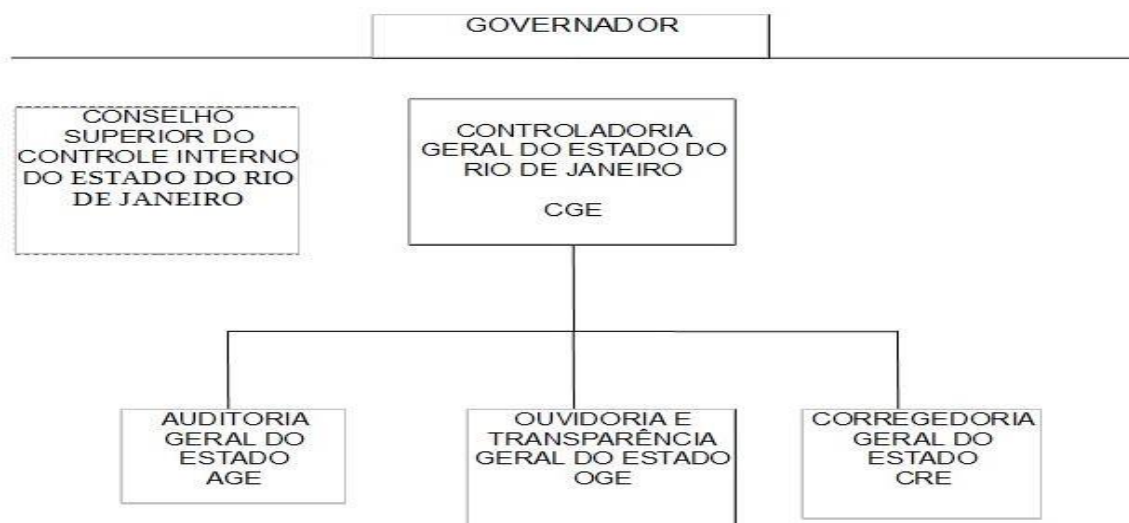 GOVERNADOR
CONSELHO
SUPERIOR DO
CONTROLE INTERNO
DO ESTADO DO RIO
DE JANEIRO
CONTROLADORIA
GERAL DO ESTADO DO
RIO DE JANEIRO
CGE
AUDITORIA
GERAL DO
ESTADO
AGE
OUVIDORIA E
TRANSPARÊNCIA
GERAL DO ESTADO
OGE
CORREGEDORIA
GERAL DO
ESTADO
CRE